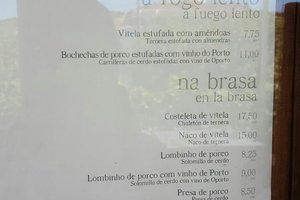 a fogo lento
a fuego lento
Vitela estufada com amêndoas 7,75
Ternera estofada com almendras
Bochechas de porco estufadas com vinho do Porto 11,00
Carrilleras de cerdo estofadas con vino de Oporto
na brasa
en la brasa
Costeleta de vitela 17,50
Chuletón de ternera
Naco de vitela 15,00
Naco de ternera
Lombinho de porco 8,25
Solomillo de cerdo
Lombinho de porco com vinho do Porto 9,00
Solomillo de cerdo con vino de Oporto
Presa de porco 8,50
Presa de cerdo